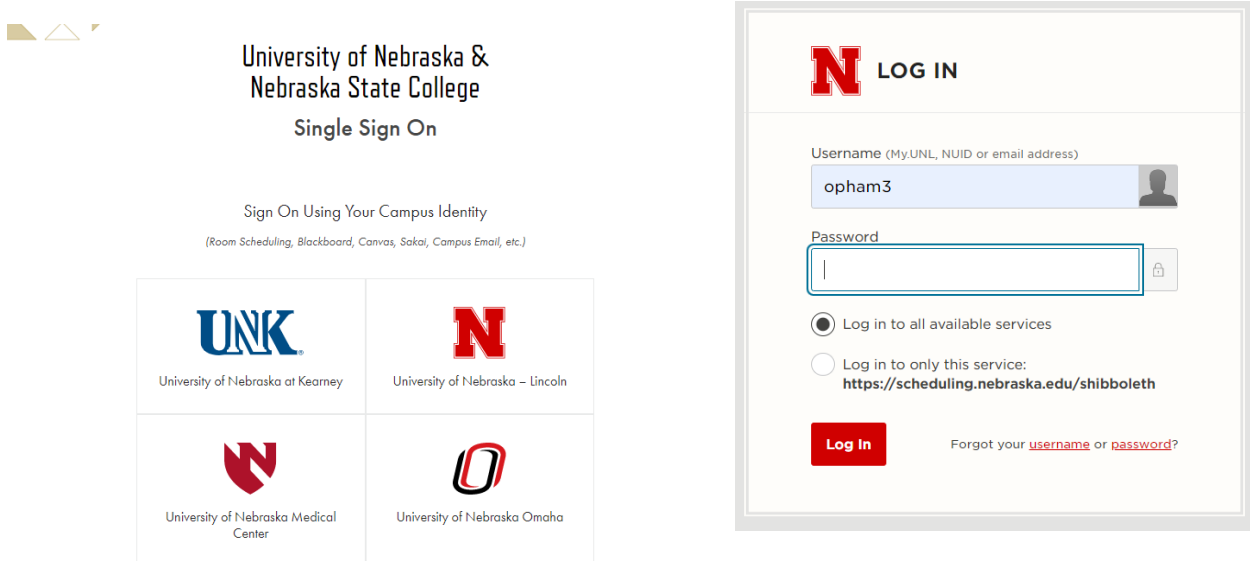 University of Nebraska &
Nebraska State College
Single Sign On
Sign On Using Your Campus Identity
(Room Scheduling, Blackboard, Canvas, Sakai, Campus Email, etc.)
UNK
University of Nebraska at Kearney
N
University of Nebraska – Lincoln
N
University of Nebraska Medical
Center
O
University of Nebraska Omaha
N LOG IN
Username (My.UNL, NUID or email address)
opham3
Password
Log in to all available services
Log in to only this service:
https://scheduling.nebraska.edu/shibboleth
Log In
Forgot your username or password?